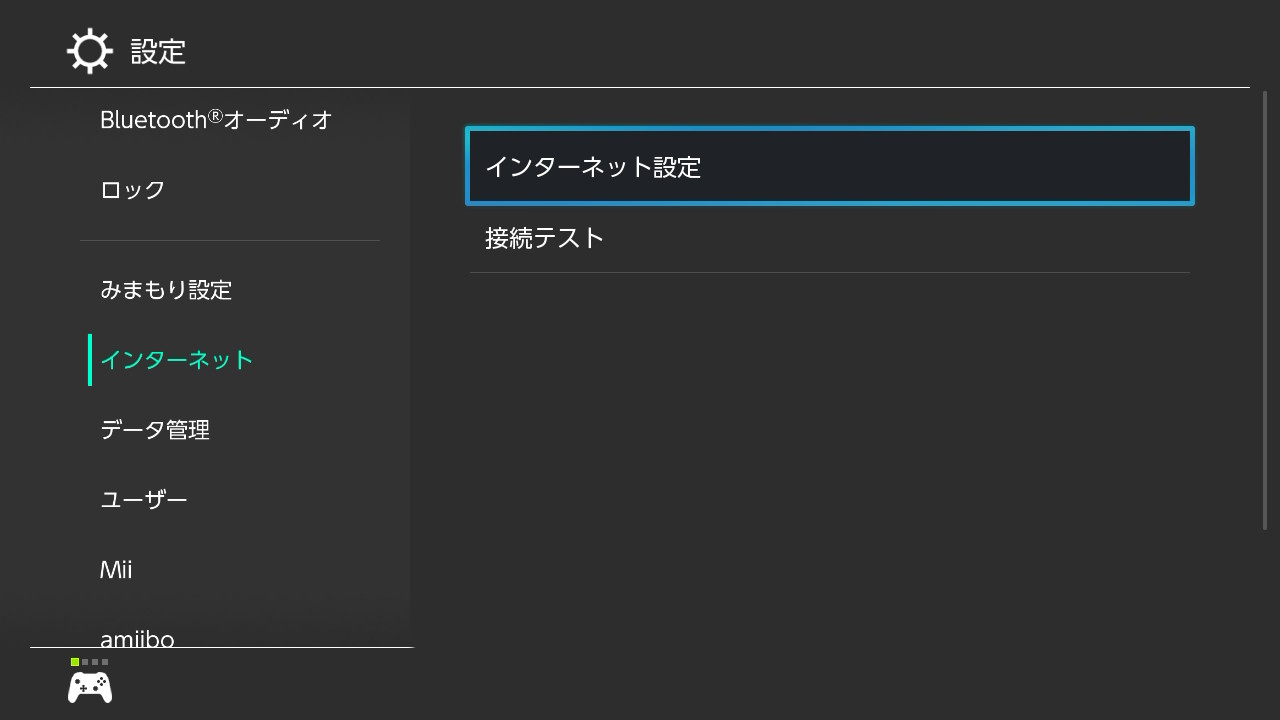 設定
Bluetooth®オーディオ
ロック
みまもり設定
インターネット
データ管理
ユーザー
Mii
amiibo
インターネット設定
接続テスト